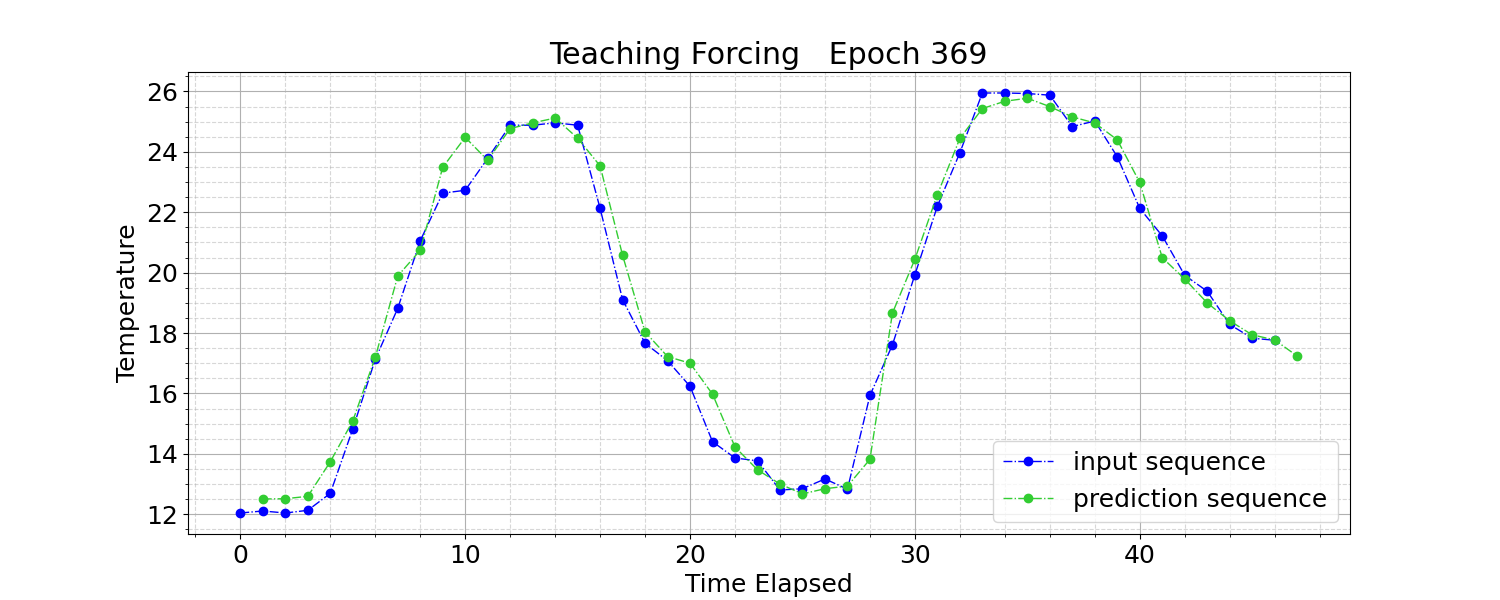 Teaching Forcing   Epoch 369
26
24
22
20
18
16
14
12
Temperature
input sequence
prediction sequence
0 10 20 30 40
Time Elapsed